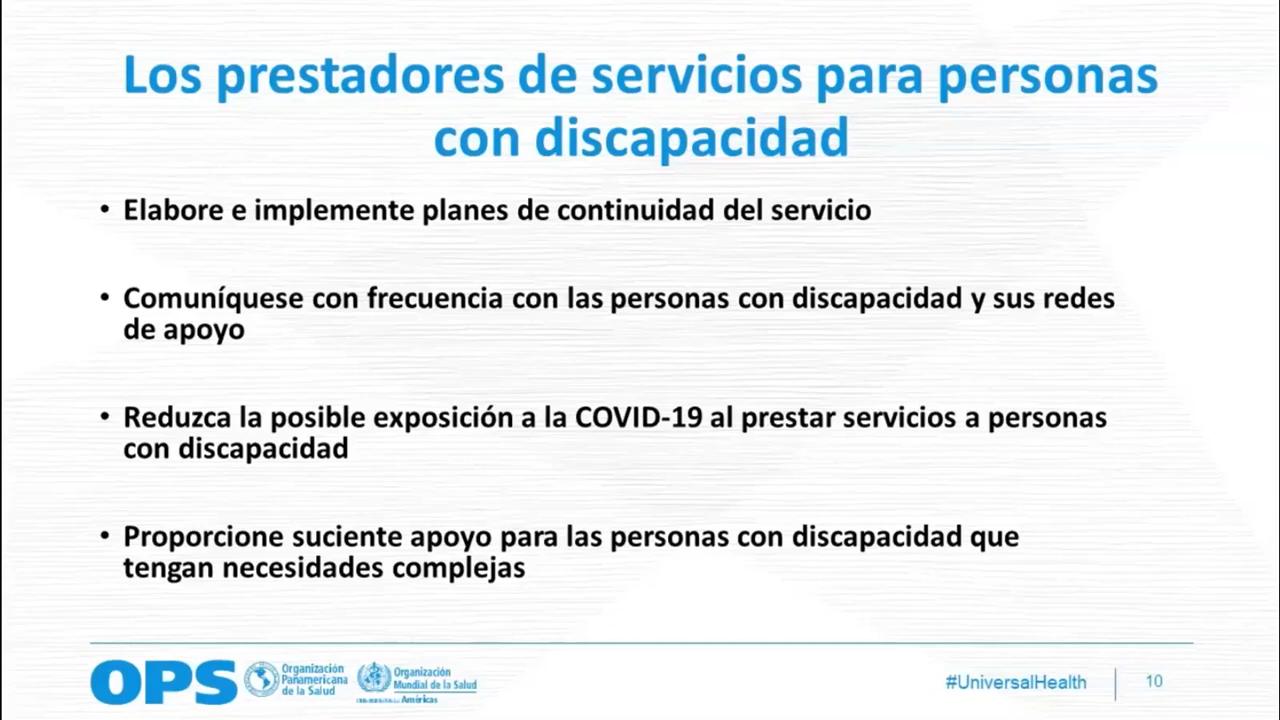 Los prestadores de servicios para personas
con discapacidad
• Elabore e implemente planes de continuidad del servicio
• Comuníquese con frecuencia con las personas con discapacidad y sus redes
de apoyo
• Reduzca la posible exposición a la COVID-19 al prestar servicios a personas
con discapacidad
• Proporcione suciente apoyo para las personas con discapacidad que
tengan necesidades complejas
OPS
Organización
Panamericana
de la Salud
Organización
Mundial de la Salud
Américas
#UniversalHealth
10